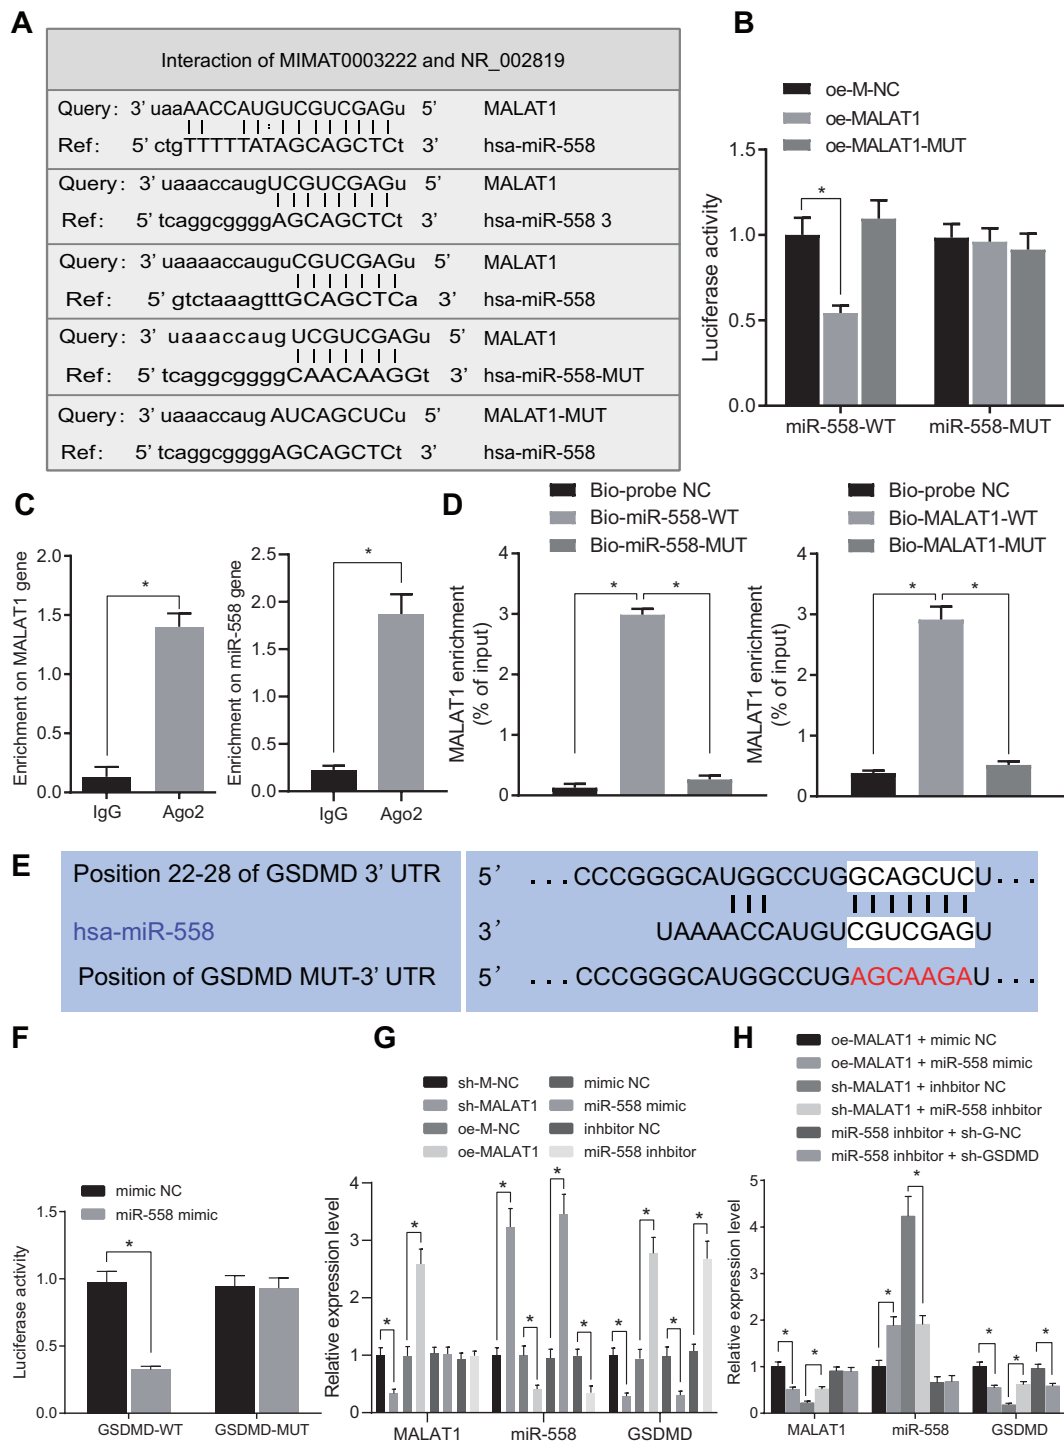 A
Interaction of MIMAT0003222 and NR_002819
Query: 3' uaaAACCAUGUCGUCGAGu 5' MALAT1
Ref: 5' ctgTTTTTATAGCAGCTCt 3' hsa-miR-558
Query: 3' uaaaccaugUCGUCGAGu 5' MALAT1
Ref: 5' tcaggcggggAGCAGCTCt 3' hsa-miR-558 3
Query: 3' uaaaaccauguCGUCGAGu 5' MALAT1
Ref: 5' gtctaaagtttGCAGCTCa 3' hsa-miR-558
Query: 3' uaaaccaugUCGUCGAGu 5' MALAT1
Ref: 5' tcaggcggggCAACAAGGt 3' hsa-miR-558-MUT
Query: 3' uaaaccaugAUCAGCUCu 5' MALAT1-MUT
Ref: 5' tcaggcggggAGCAGCTCt 3' hsa-miR-558
B
oe-M-NC
oe-MALAT1
oe-MALAT1-MUT
Luciferase activity
1.5
1.0
0.5
0.0
*
miR-558-WT miR-558-MUT
C
Enrichment on MALAT1 gene
2.0
1.5
1.0
0.5
0.0
*
IgG Ago2
Enrichment on miR-558 gene
2.5
2.0
1.5
1.0
0.5
0.0
*
IgG Ago2
D
Bio-probe NC
Bio-miR-558-WT
Bio-miR-558-MUT
MALAT1 enrichment
(% of input)
4
3
2
1
0
* *
Bio-probe NC
Bio-MALAT1-WT
Bio-MALAT1-MUT
MALAT1 enrichment
(% of input)
4
3
2
1
0
* *
E
Position 22-28 of GSDMD 3' UTR 5' ...CCCGGGCAUGGCCUGGCAGCUCU...
hsa-miR-558 3' UAAAACCAUGUCGUCGAGU
Position of GSDMD MUT-3' UTR 5' ...CCCGGGCAUGGCCUGAGCAAGAU...
F
mimic NC
miR-558 mimic
Luciferase activity
1.5
1.0
0.5
0.0
*
GSDMD-WT GSDMD-MUT
G
sh-M-NC mimic NC
sh-MALAT1 miR-558 mimic
oe-M-NC inhbitor NC
oe-MALAT1 miR-558 inhbitor
Relative expression level
4
3
2
1
0
* * * * * * * * * *
MALAT1 miR-558 GSDMD
H
oe-MALAT1 + mimic NC
oe-MALAT1 + miR-558 mimic
sh-MALAT1 + inhbitor NC
sh-MALAT1 + miR-558 inhbitor
miR-558 inhbitor + sh-G-NC
miR-558 inhbitor + sh-GSDMD
Relative expression level
5
4
3
2
1
0
* * * * * * *
MALAT1 miR-558 GSDMD